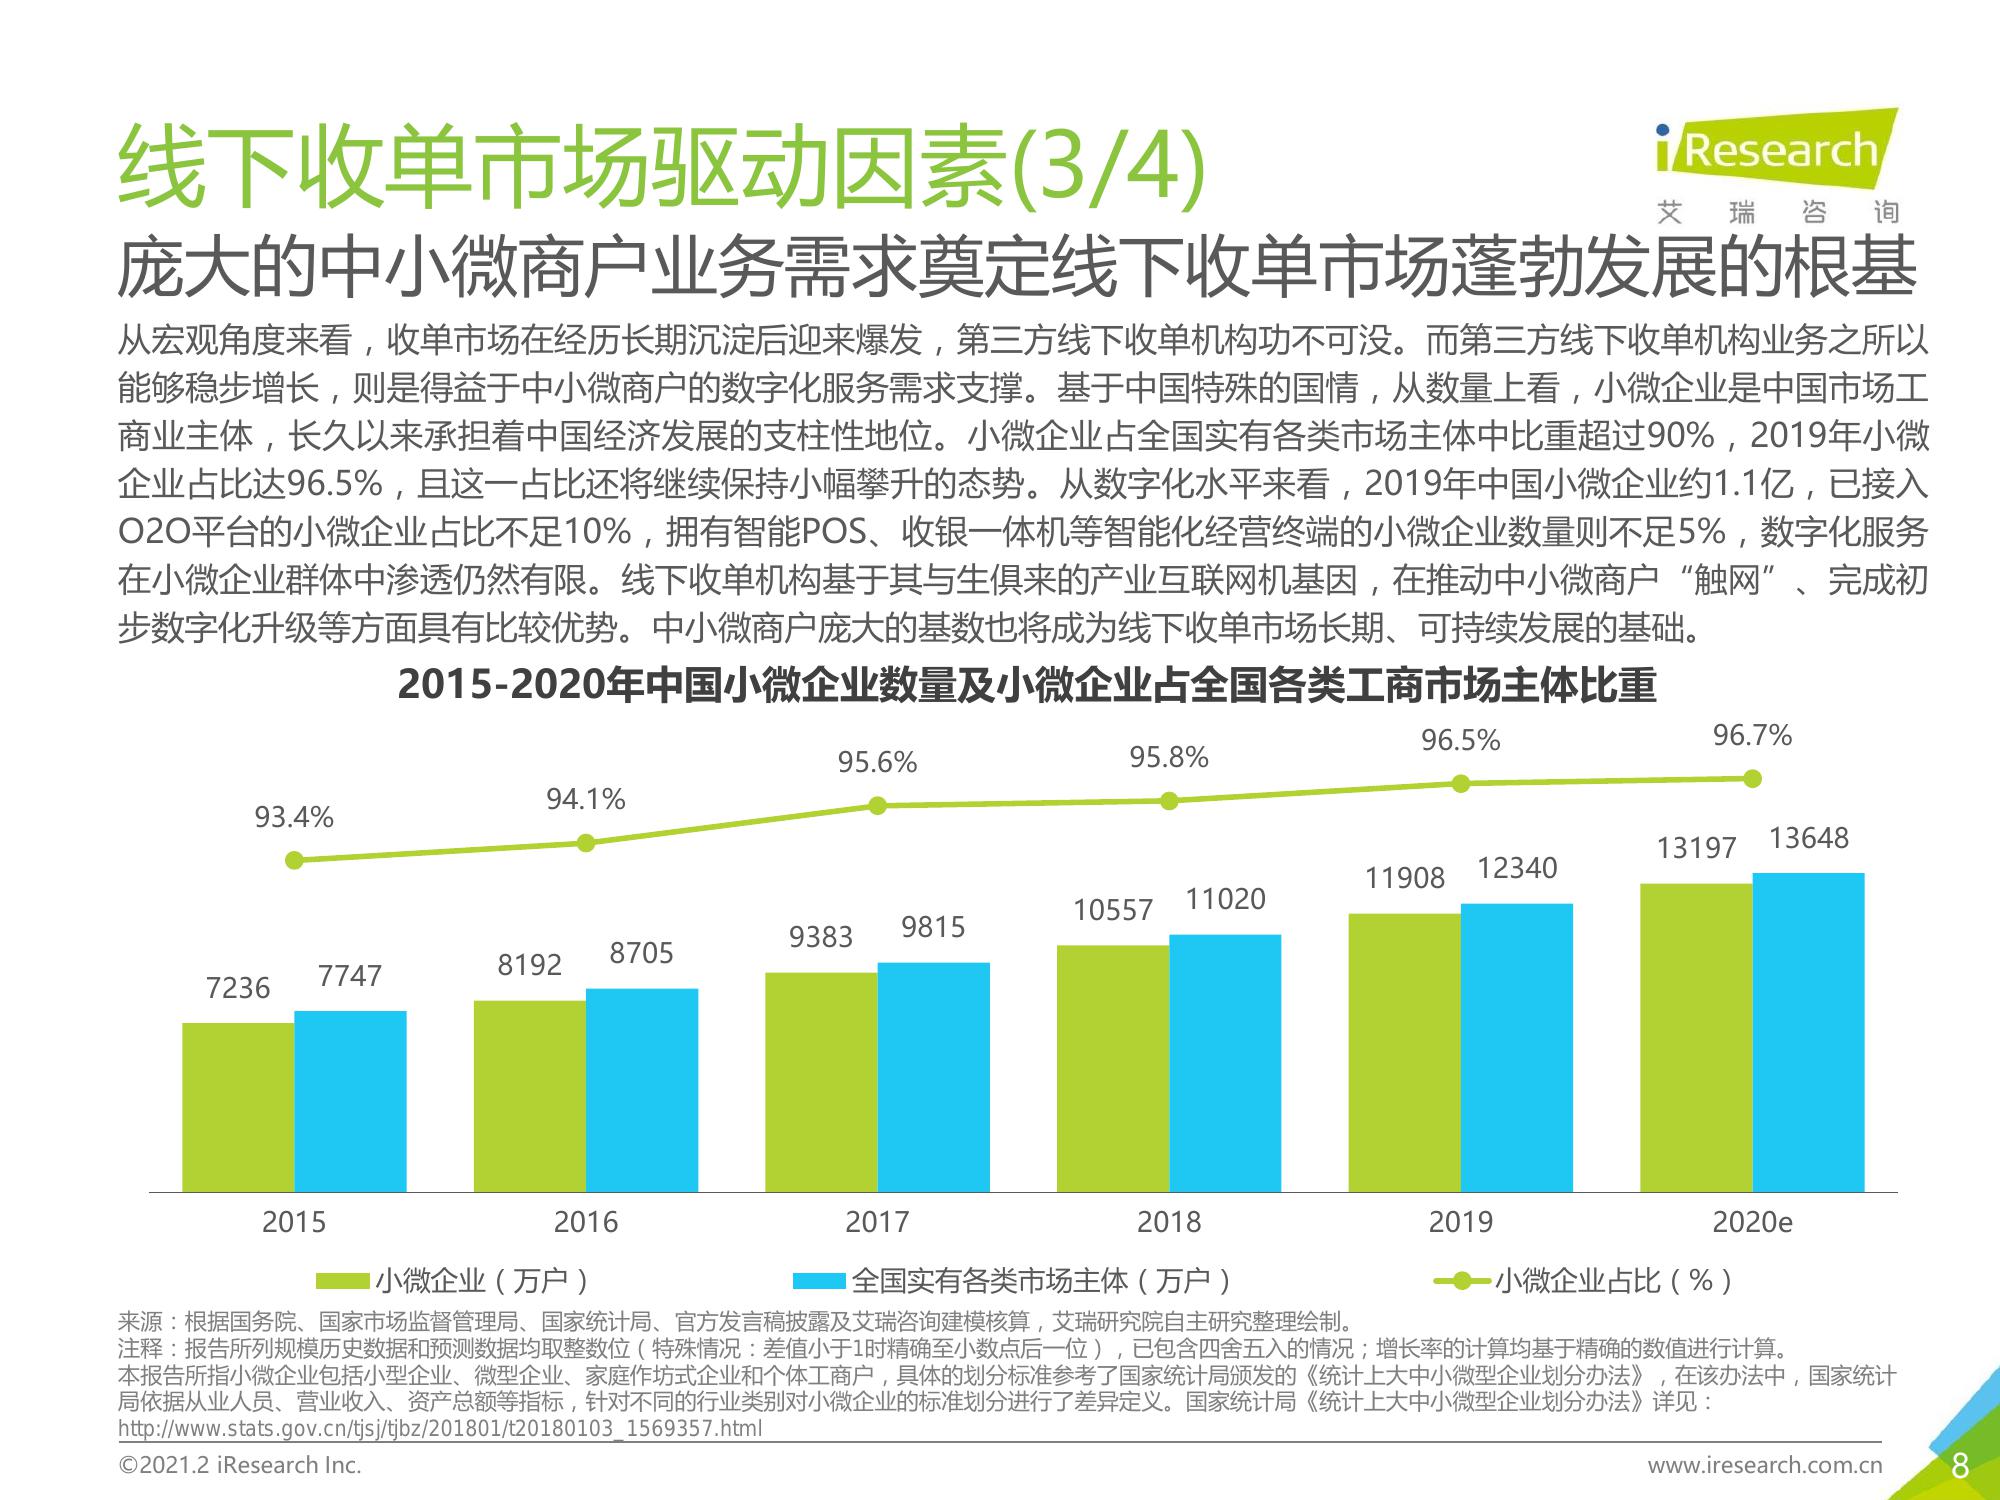 线下收单市场驱动因素(3/4)
iResearch
艾瑞咨询
庞大的中小微商户业务需求奠定线下收单市场蓬勃发展的根基
从宏观角度来看，收单市场在经历长期沉淀后迎来爆发，第三方线下收单机构功不可没。而第三方线下收单机构业务之所以
能够稳步增长，则是得益于中小微商户的数字化服务需求支撑。基于中国特殊的国情，从数量上看，小微企业是中国市场工
商业主体，长久以来承担着中国经济发展的支柱性地位。小微企业占全国实有各类市场主体中比重超过90%，2019年小微
企业占比达96.5%，且这一占比还将继续保持小幅攀升的态势。从数字化水平来看，2019年中国小微企业约1.1亿，已接入
O2O平台的小微企业占比不足10%，拥有智能POS、收银一体机等智能化经营终端的小微企业数量则不足5%，数字化服务
在小微企业群体中渗透仍然有限。线下收单机构基于其与生俱来的产业互联网机基因，在推动中小微商户“触网”、完成初
步数字化升级等方面具有比较优势。中小微商户庞大的基数也将成为线下收单市场长期、可持续发展的基础。
2015-2020年中国小微企业数量及小微企业占全国各类工商市场主体比重
93.4% 94.1% 95.6% 95.8% 96.5% 96.7%
7236 7747 8192 8705 9383 9815 10557 11020 11908 12340 13197 13648
2015 2016 2017 2018 2019 2020e
小微企业（万户） 全国实有各类市场主体（万户） 小微企业占比（%）
来源：根据国务院、国家市场监督管理局、国家统计局、官方发言稿披露及艾瑞咨询建模核算，艾瑞研究院自主研究整理绘制。
注释：报告所列规模历史数据和预测数据均取整数位（特殊情况：差值小于1时精确至小数点后一位），已包含四舍五入的情况；增长率的计算均基于精确的数值进行计算。
本报告所指小微企业包括小型企业、微型企业、家庭作坊式企业和个体工商户，具体的划分标准参考了国家统计局颁发的《统计上大中小微型企业划分办法》，在该办法中，国家统计
局依据从业人员、营业收入、资产总额等指标，针对不同的行业类别对小微企业的标准划分进行了差异定义。国家统计局《统计上大中小微型企业划分办法》详见：
http://www.stats.gov.cn/tjsj/tjbz/201801/t20180103_1569357.html
©2021.2 iResearch Inc.
www.iresearch.com.cn
8